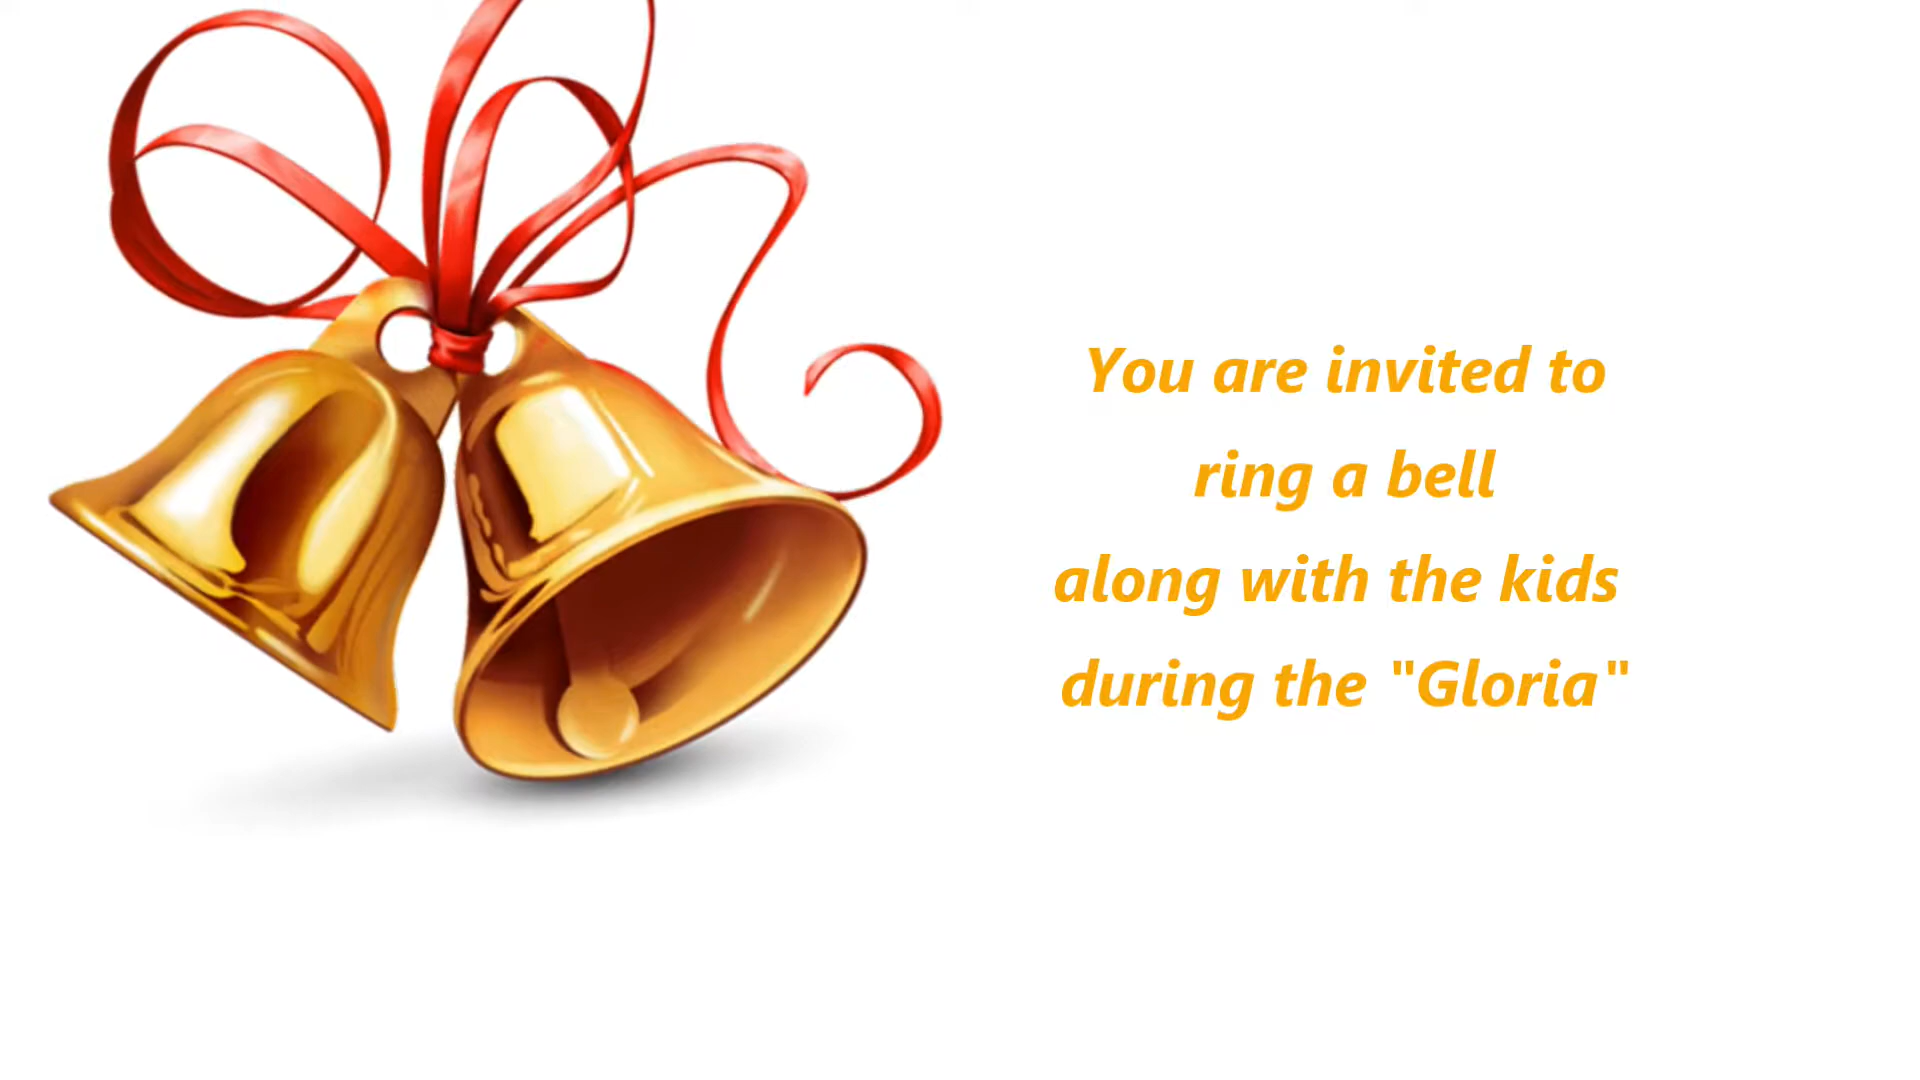 You are invited to
ring a bell
along with the kids
during the "Gloria"